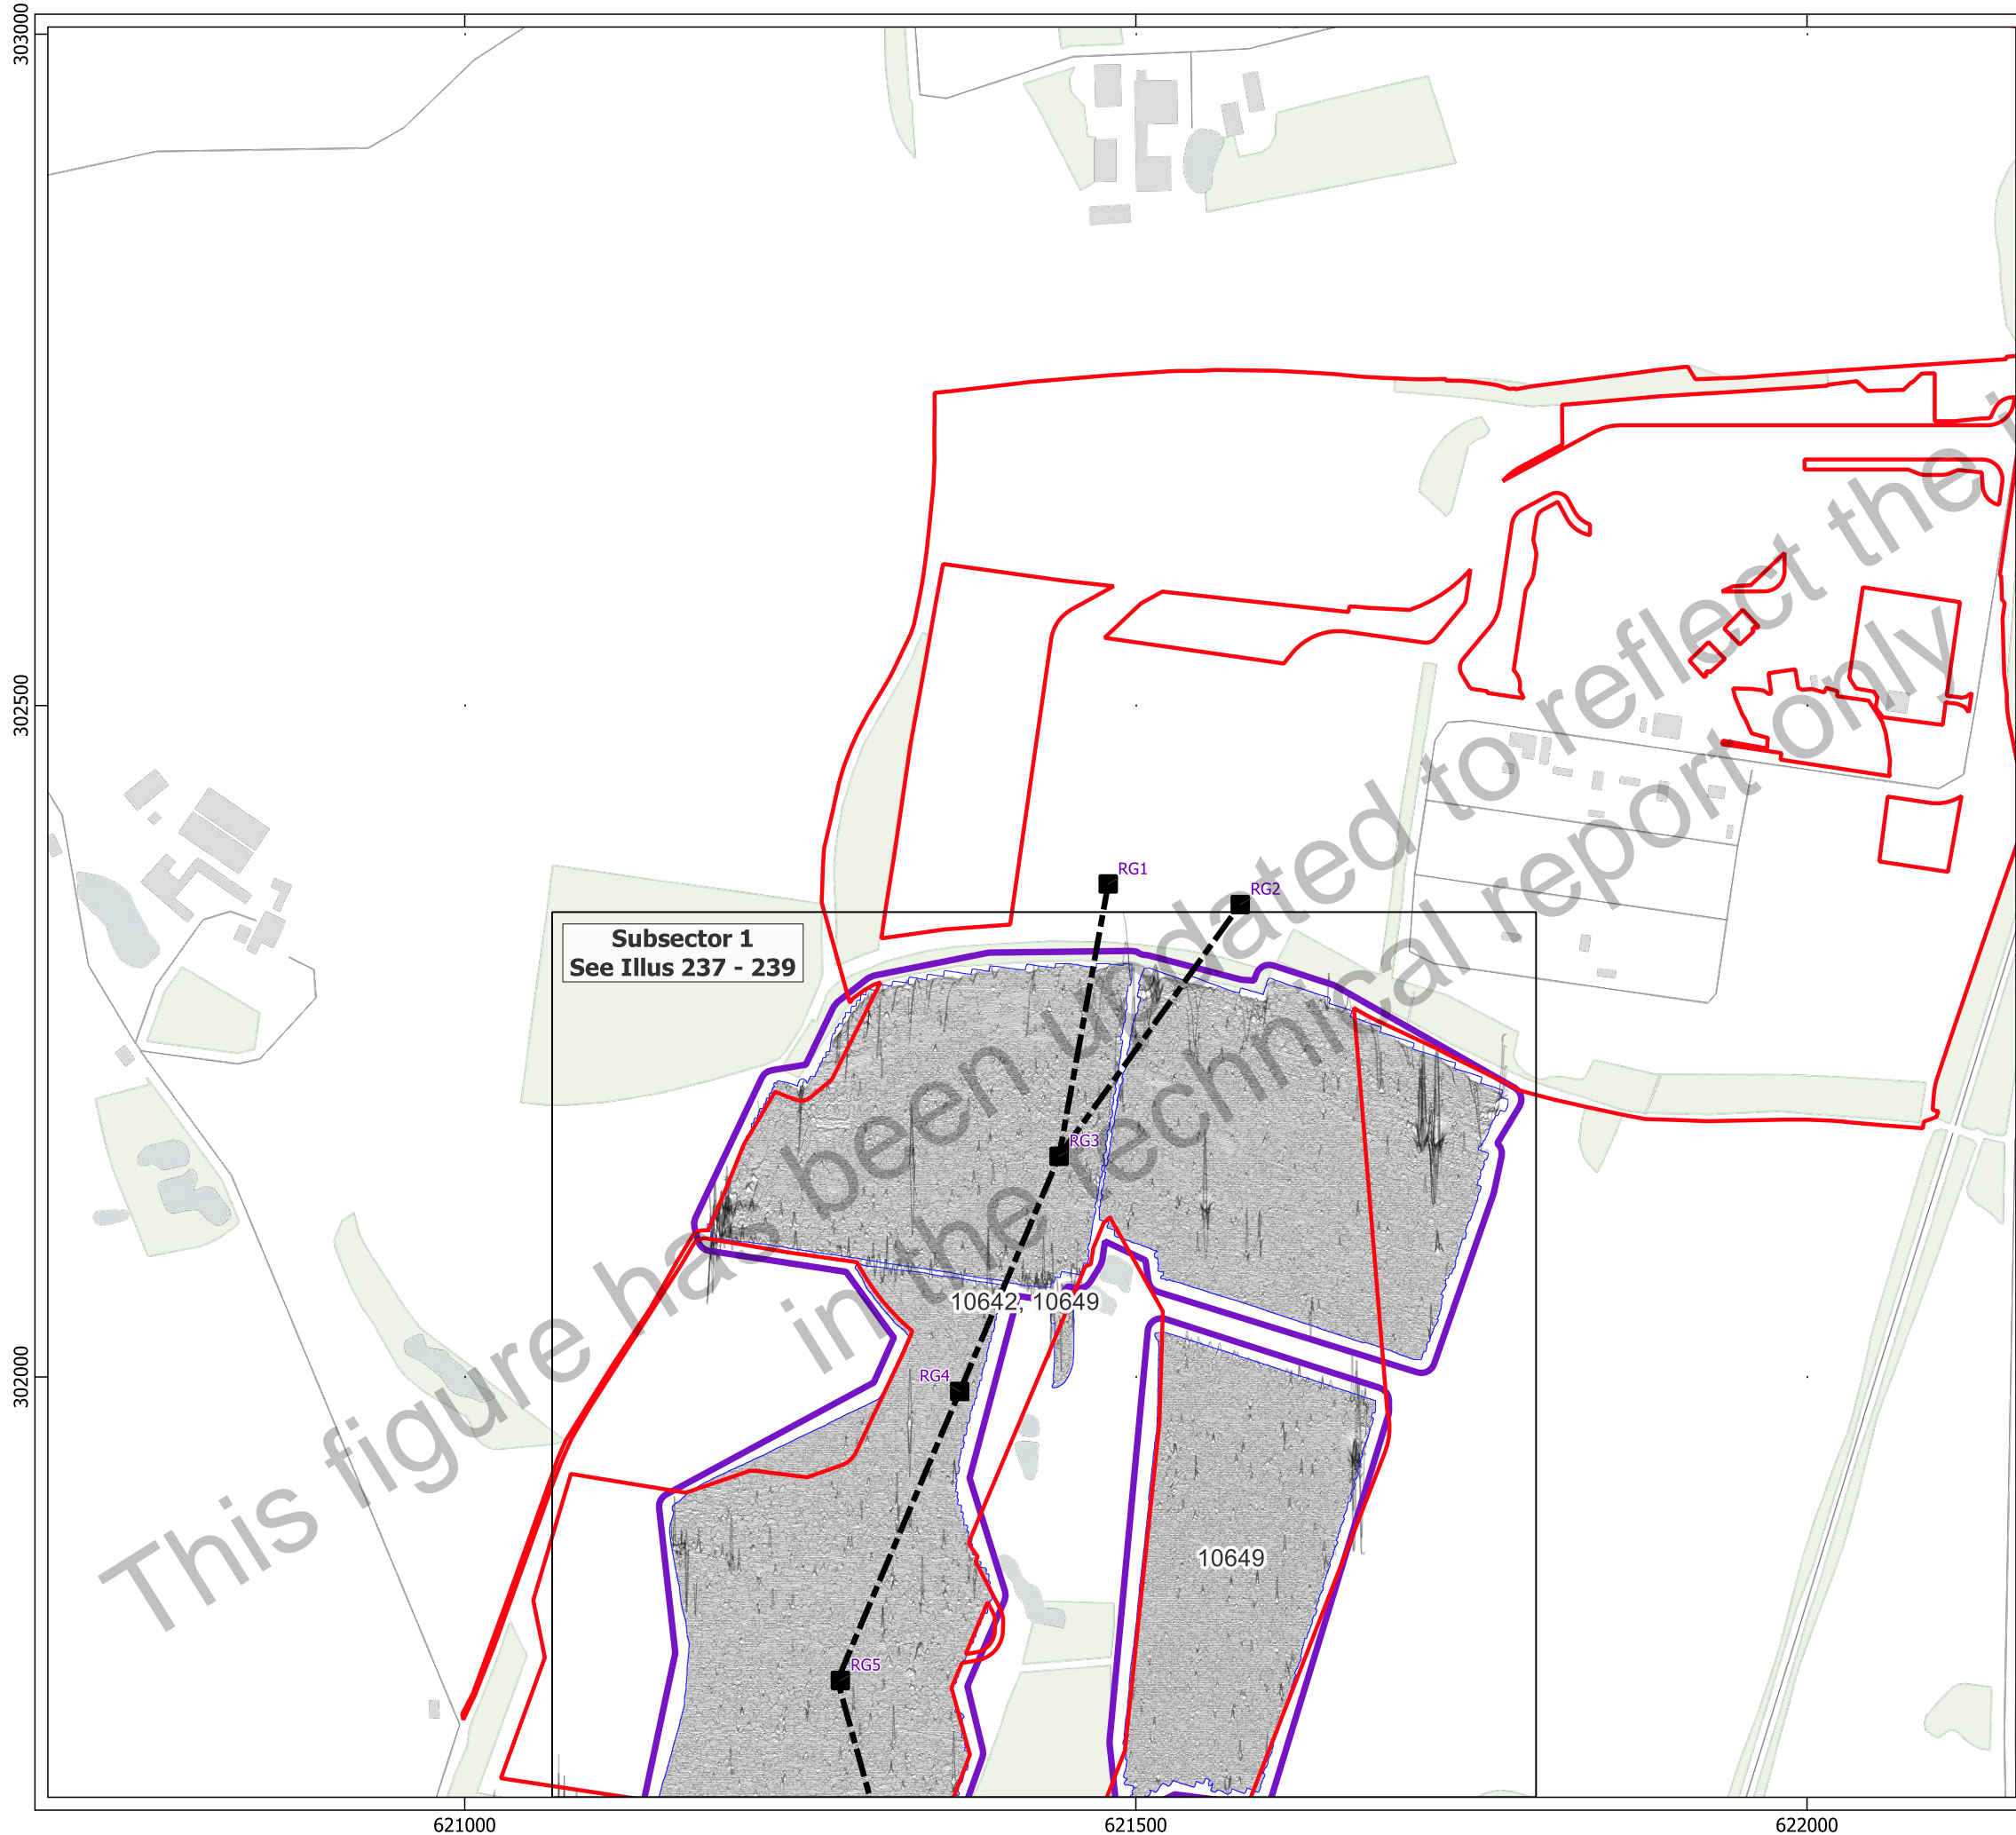 303000
302500
302000
621000
621500
622000
Subsector 1
See Illus 237 - 239
RG1
RG2
RG3
10642, 10649
RG4
10649
RG5
This figure has been updated to reflect the
in the technical report only